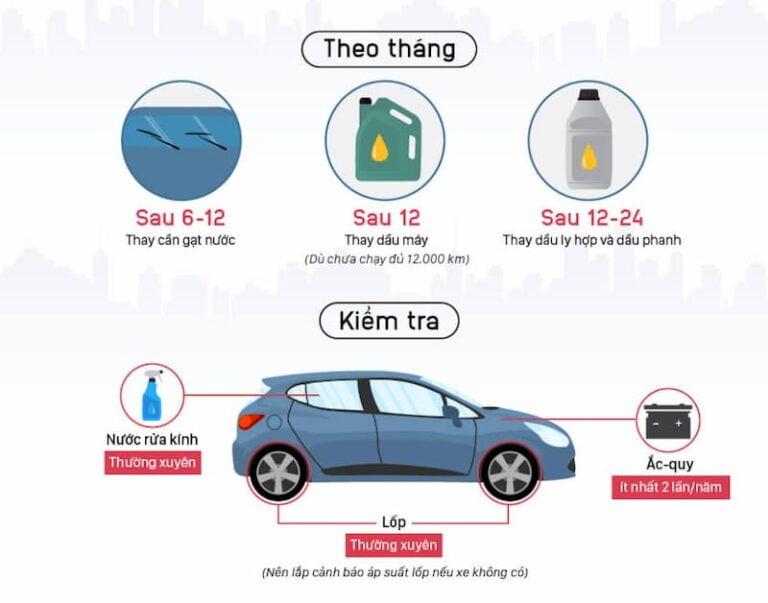 Theo tháng
Sau 6-12
Thay cần gạt nước
Sau 12
Thay dầu máy
(Dù chưa chạy đủ 12.000 km)
Sau 12-24
Thay dầu ly hợp và dầu phanh
Kiểm tra
Nước rửa kính
Thường xuyên
Ắc-quy
ít nhất 2 lần/năm
Lốp
Thường xuyên
(Nên lắp cảnh báo áp suất lốp nếu xe không có)